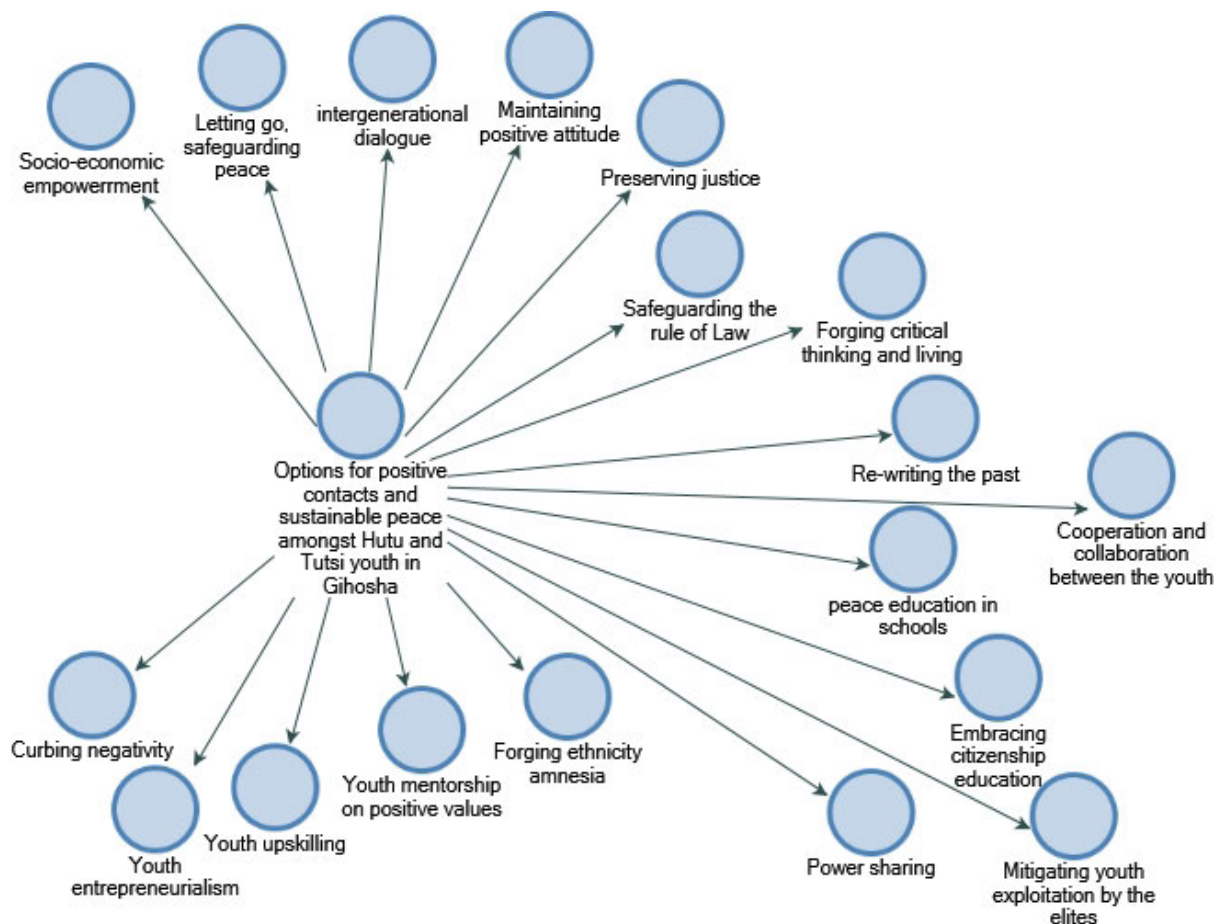 Socio-economic
empowerrment
Letting go,
safeguarding
peace
intergenerational
dialogue
Maintaining
positive attitude
Preserving justice
Safeguarding the
rule of Law
Forging critical
thinking and living
Re-writing the past
Cooperation and
collaboration
between the youth
peace education in
schools
Embracing
citizenship
education
Mitigating youth
exploitation by the
elites
Power sharing
Options for positive
contacts and
sustainable peace
amongst Hutu and
Tutsi youth in
Gihosha
Forging ethnicity
amnesia
Youth mentorship
on positive values
Youth upskilling
Youth
entrepreneurialism
Curbing negativity